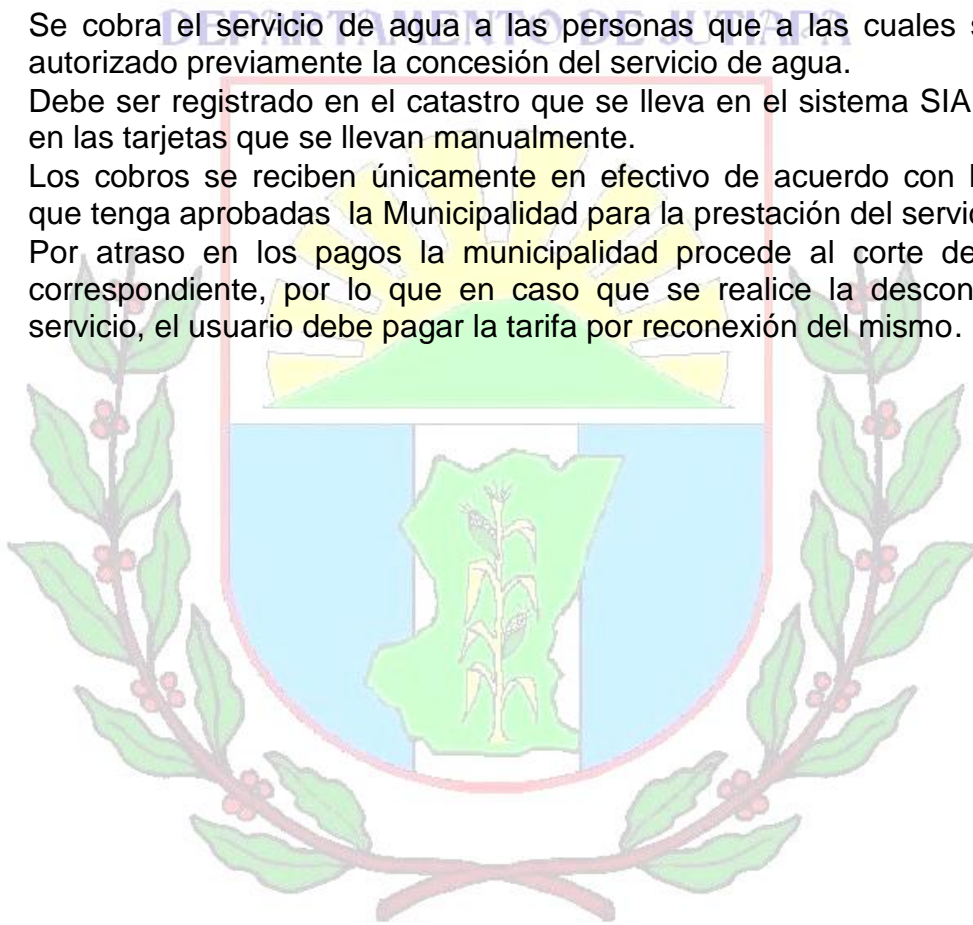 DEPARTAMENTO DE JUTIAPA
Se cobra el servicio de agua a las personas que a las cuales s
autorizado previamente la concesión del servicio de agua.
Debe ser registrado en el catastro que se lleva en el sistema SIA
en las tarjetas que se llevan manualmente.
Los cobros se reciben únicamente en efectivo de acuerdo con l
que tenga aprobadas la Municipalidad para la prestación del servic
Por atraso en los pagos la municipalidad procede al corte de
correspondiente, por lo que en caso que se realice la descon
servicio, el usuario debe pagar la tarifa por reconexión del mismo.